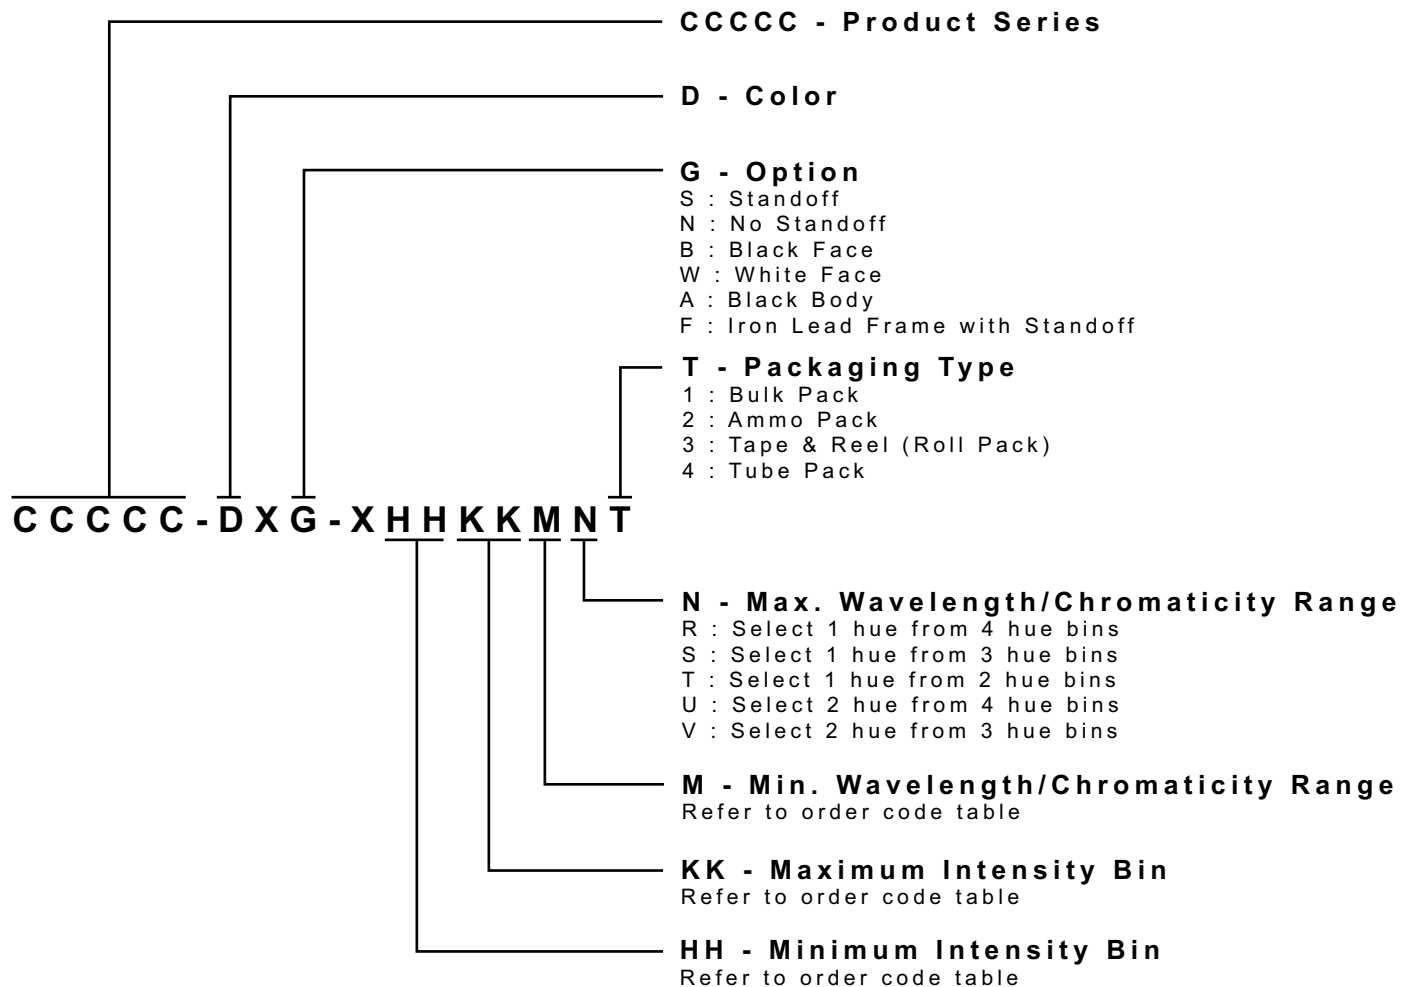 CCCCC - Product Series
D - Color
G - Option
S : Standoff
N : No Standoff
B : Black Face
W : White Face
A : Black Body
F : Iron Lead Frame with Standoff
T - Packaging Type
1 : Bulk Pack
2 : Ammo Pack
3 : Tape & Reel (Roll Pack)
4 : Tube Pack
CCCCC-DXG-XHHKKMNT
N - Max. Wavelength/Chromaticity Range
R : Select 1 hue from 4 hue bins
S : Select 1 hue from 3 hue bins
T : Select 1 hue from 2 hue bins
U : Select 2 hue from 4 hue bins
V : Select 2 hue from 3 hue bins
M - Min. Wavelength/Chromaticity Range
Refer to order code table
KK - Maximum Intensity Bin
Refer to order code table
HH - Minimum Intensity Bin
Refer to order code table